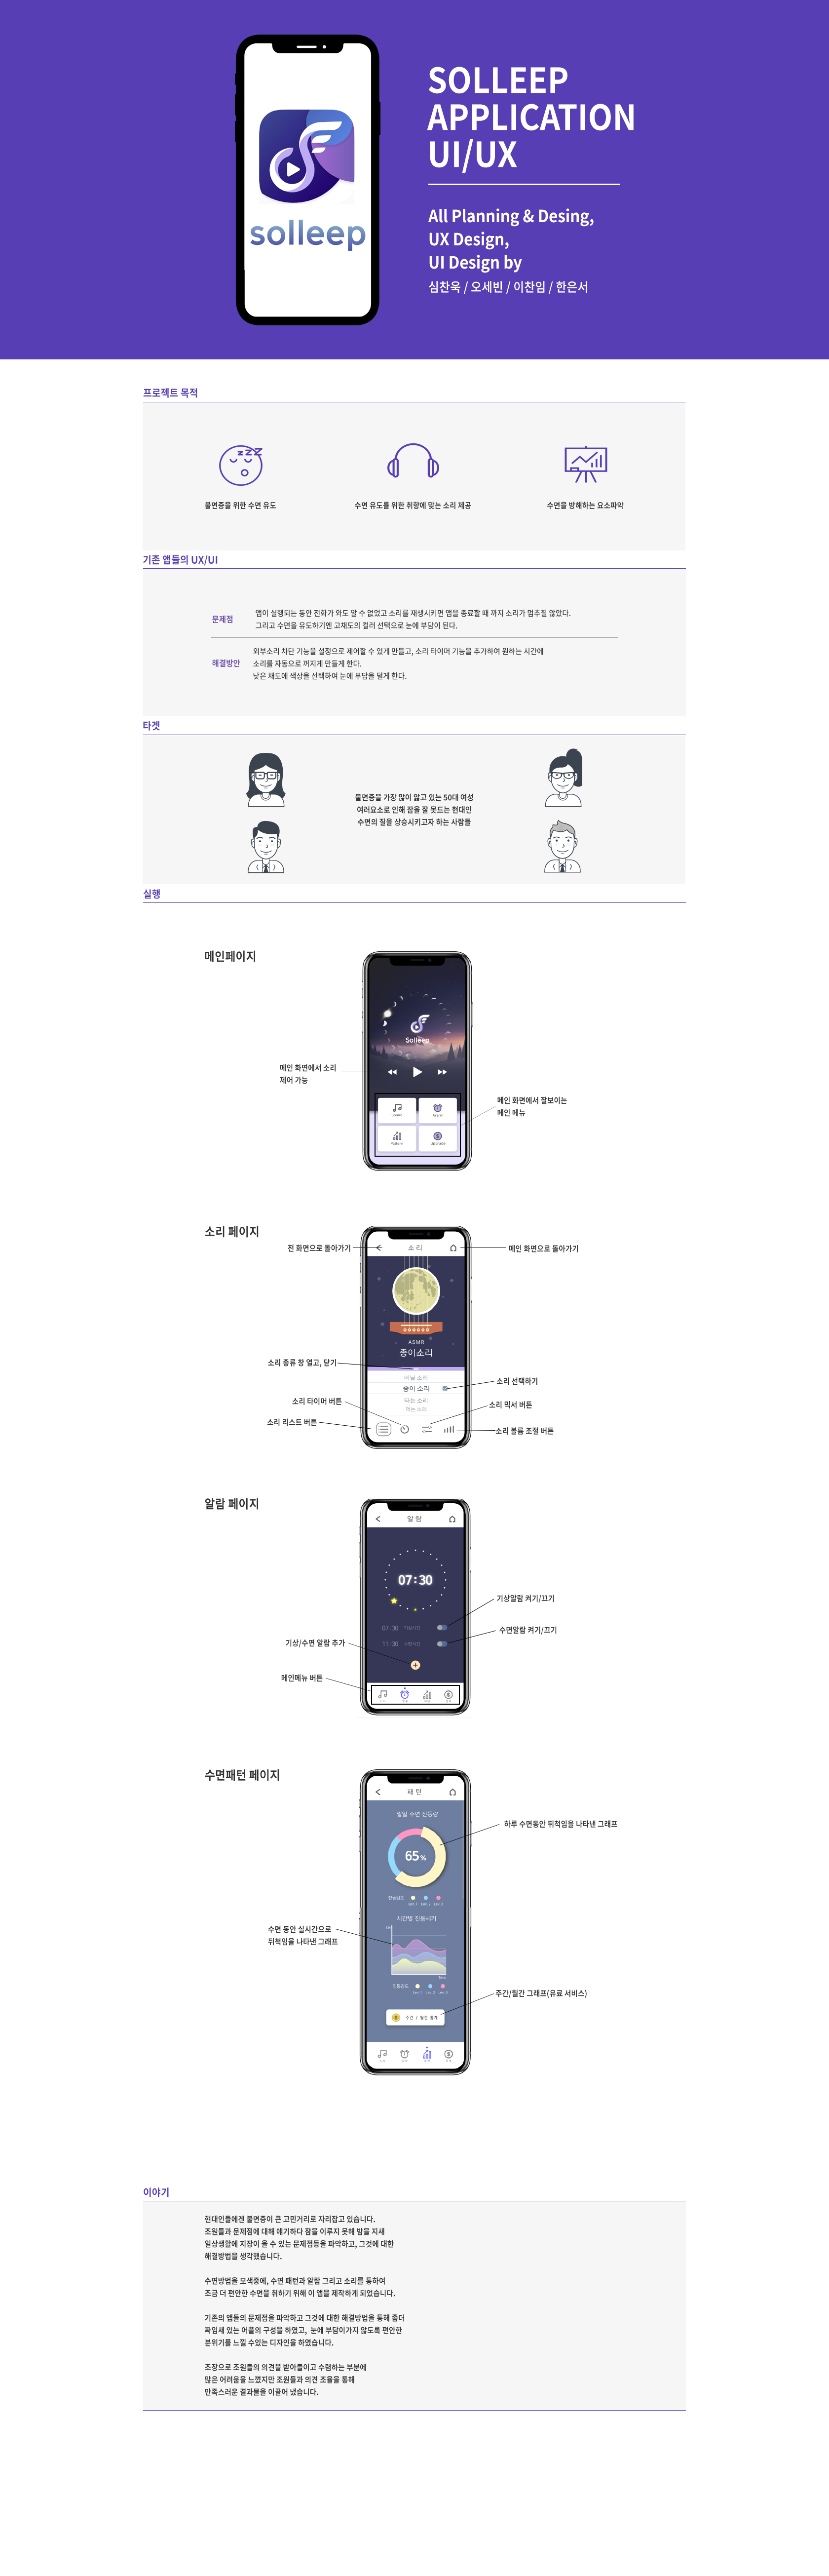 solleep
SOLLEEP
APPLICATION
UI/UX
All Planning & Desing,
UX Design,
UI Design by
심찬욱 / 오세빈 / 이찬임 / 한은서
프로젝트 목적
zzZ
불면증을 위한 수면 유도
수면 유도를 위한 취향에 맞는 소리 제공
수면을 방해하는 요소파악
기존 앱들의 UX/UI
문제점
앱이 실행되는 동안 전화가 와도 알 수 없었고 소리를 재생시키면 앱을 종료할 때 까지 소리가 멈추질 않았다.
그리고 수면을 유도하기엔 고채도의 컬러 선택으로 눈에 부담이 된다.
해결방안
외부소리 차단 기능을 설정으로 제어할 수 있게 만들고, 소리 타이머 기능을 추가하여 원하는 시간에
소리를 자동으로 꺼지게 만들게 한다.
낮은 채도에 색상을 선택하여 눈에 부담을 덜게 한다.
타겟
불면증을 가장 많이 앓고 있는 50대 여성
여러요소로 인해 잠을 잘 못드는 현대인
수면의 질을 상승시키고자 하는 사람들
실행
메인페이지
Solleep
메인 화면에서 소리
제어 가능
Sound
Alarm
Pattern
Upgrade
메인 화면에서 잘보이는
메인 메뉴
소리 페이지
전 화면으로 돌아가기
소리
메인 화면으로 돌아가기
ASMR
종이소리
소리 종류 창 열고, 닫기
비닐 소리
종이 소리
타는 소리
소리 선택하기
소리 타이머 버튼
소리 믹서 버튼
소리 리스트 버튼
소리 볼륨 조절 버튼
알람 페이지
알람
07:30
07:30
11:30
기상알람 켜기/끄기
수면알람 켜기/끄기
기상/수면 알람 추가
메인메뉴 버튼
수면패턴 페이지
패턴
일일 수면 진동량
65%
하루 수면동안 뒤척임을 나타낸 그래프
진동강도
Lev.1 Lev.2 Lev.3
시간별 진동세기
수면 동안 실시간으로
뒤척임을 나타낸 그래프
Time
진동강도
Lev.1 Lev.2 Lev.3
주간/월간 그래프(유료 서비스)
주간 / 월간 통계
이야기
현대인들에겐 불면증이 큰 고민거리로 자리잡고 있습니다.
조원들과 문제점에 대해 얘기하다 잠을 이루지 못해 밤을 지새
일상생활에 지장이 올 수 있는 문제점등을 파악하고, 그것에 대한
해결방법을 생각했습니다.
수면방법을 모색중에, 수면 패턴과 알람 그리고 소리를 통하여
조금 더 편안한 수면을 취하기 위해 이 앱을 제작하게 되었습니다.
기존의 앱들의 문제점을 파악하고 그것에 대한 해결방법을 통해 좀더
짜임새 있는 어플의 구성을 하였고, 눈에 부담이가지 않도록 편안한
분위기를 느낄 수있는 디자인을 하였습니다.
조장으로 조원들의 의견을 받아들이고 수렴하는 부분에
많은 어려움을 느꼈지만 조원들과 의견 조율을 통해
만족스러운 결과물을 이끌어 냈습니다.